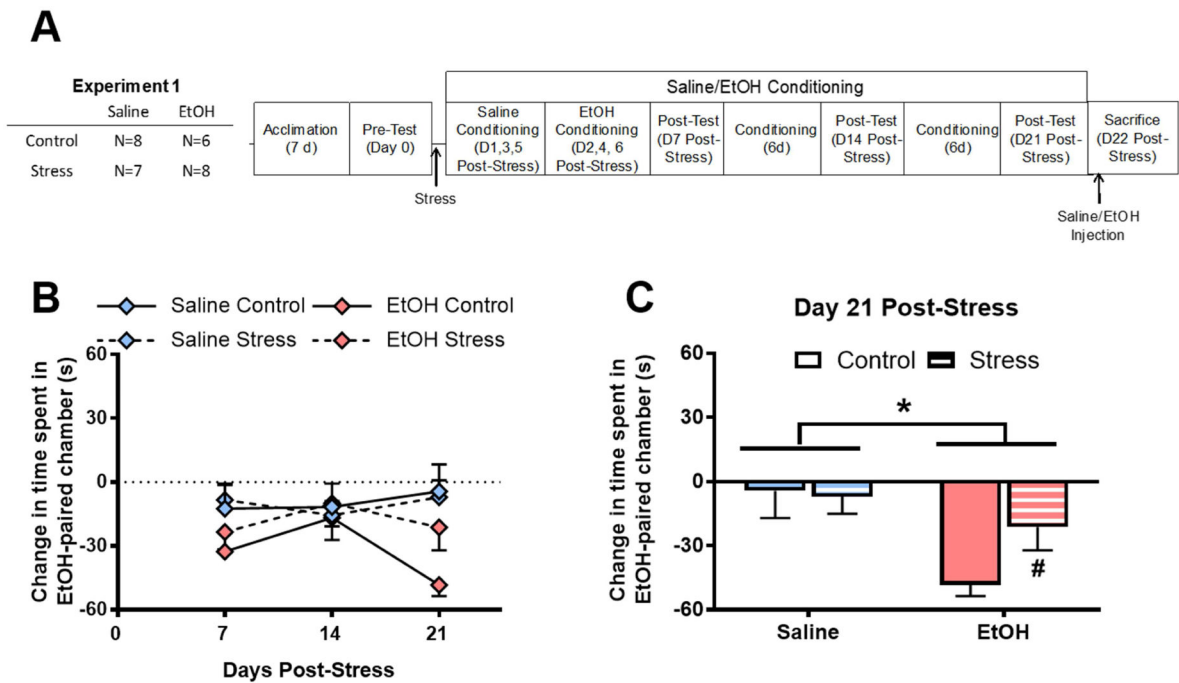 A
Experiment 1
Saline EtOH
Control N=8 N=6
Stress N=7 N=8
Saline/EtOH Conditioning
Acclimation
(7 d)
Pre-Test
(Day 0)
Saline
Conditioning
(D1,3,5
Post-Stress)
EtOH
Conditioning
(D2,4, 6
Post-Stress)
Post-Test
(D7 Post-
Stress)
Conditioning
(6d)
Post-Test
(D14 Post-
Stress)
Conditioning
(6d)
Post-Test
(D21 Post-
Stress)
Sacrifice
(D22 Post-
Stress)
Stress
Saline/EtOH
Injection
B
Saline Control EtOH Control
Saline Stress EtOH Stress
Change in time spent in
EtOH-paired chamber (s)
60
30
0
-30
-60
0 7 14 21
Days Post-Stress
C
Day 21 Post-Stress
Control Stress
Change in time spent in
EtOH-paired chamber (s)
60
30
0
-30
-60
*
#
Saline EtOH